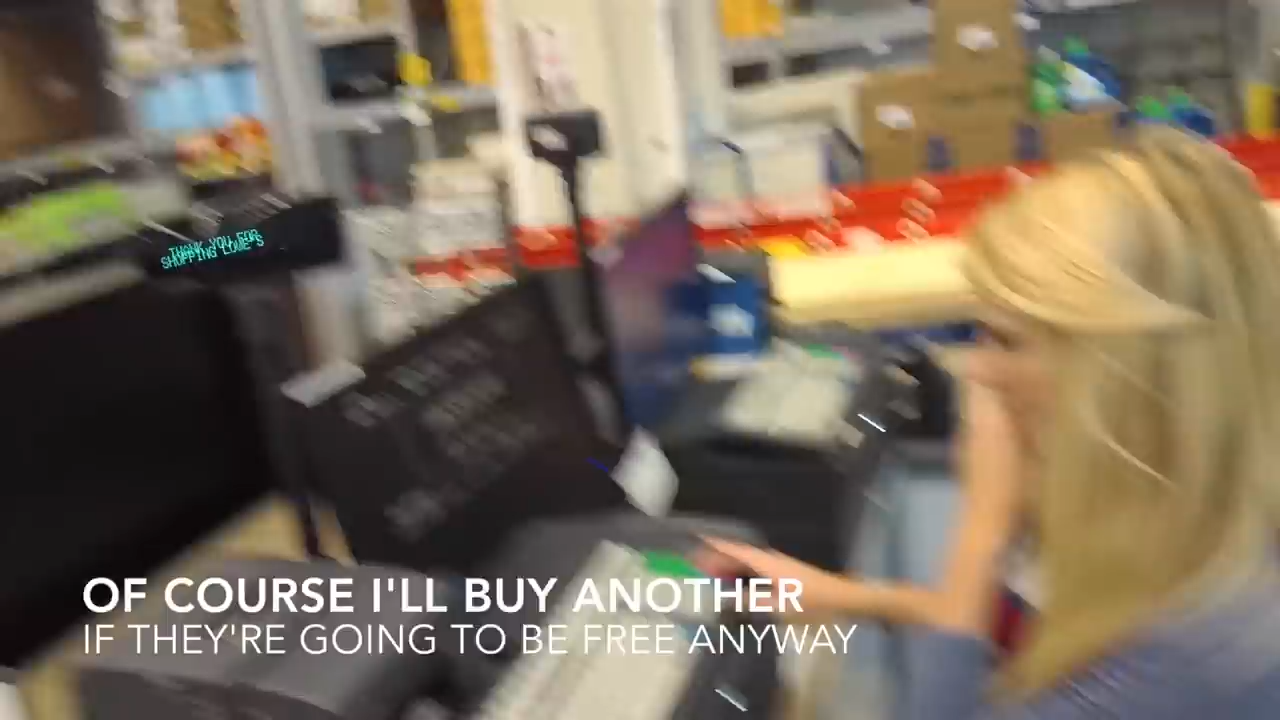 THANK YOU FOR
SHOPPING LOWE'S
OF COURSE I'LL BUY ANOTHER
IF THEY'RE GOING TO BE FREE ANYWAY